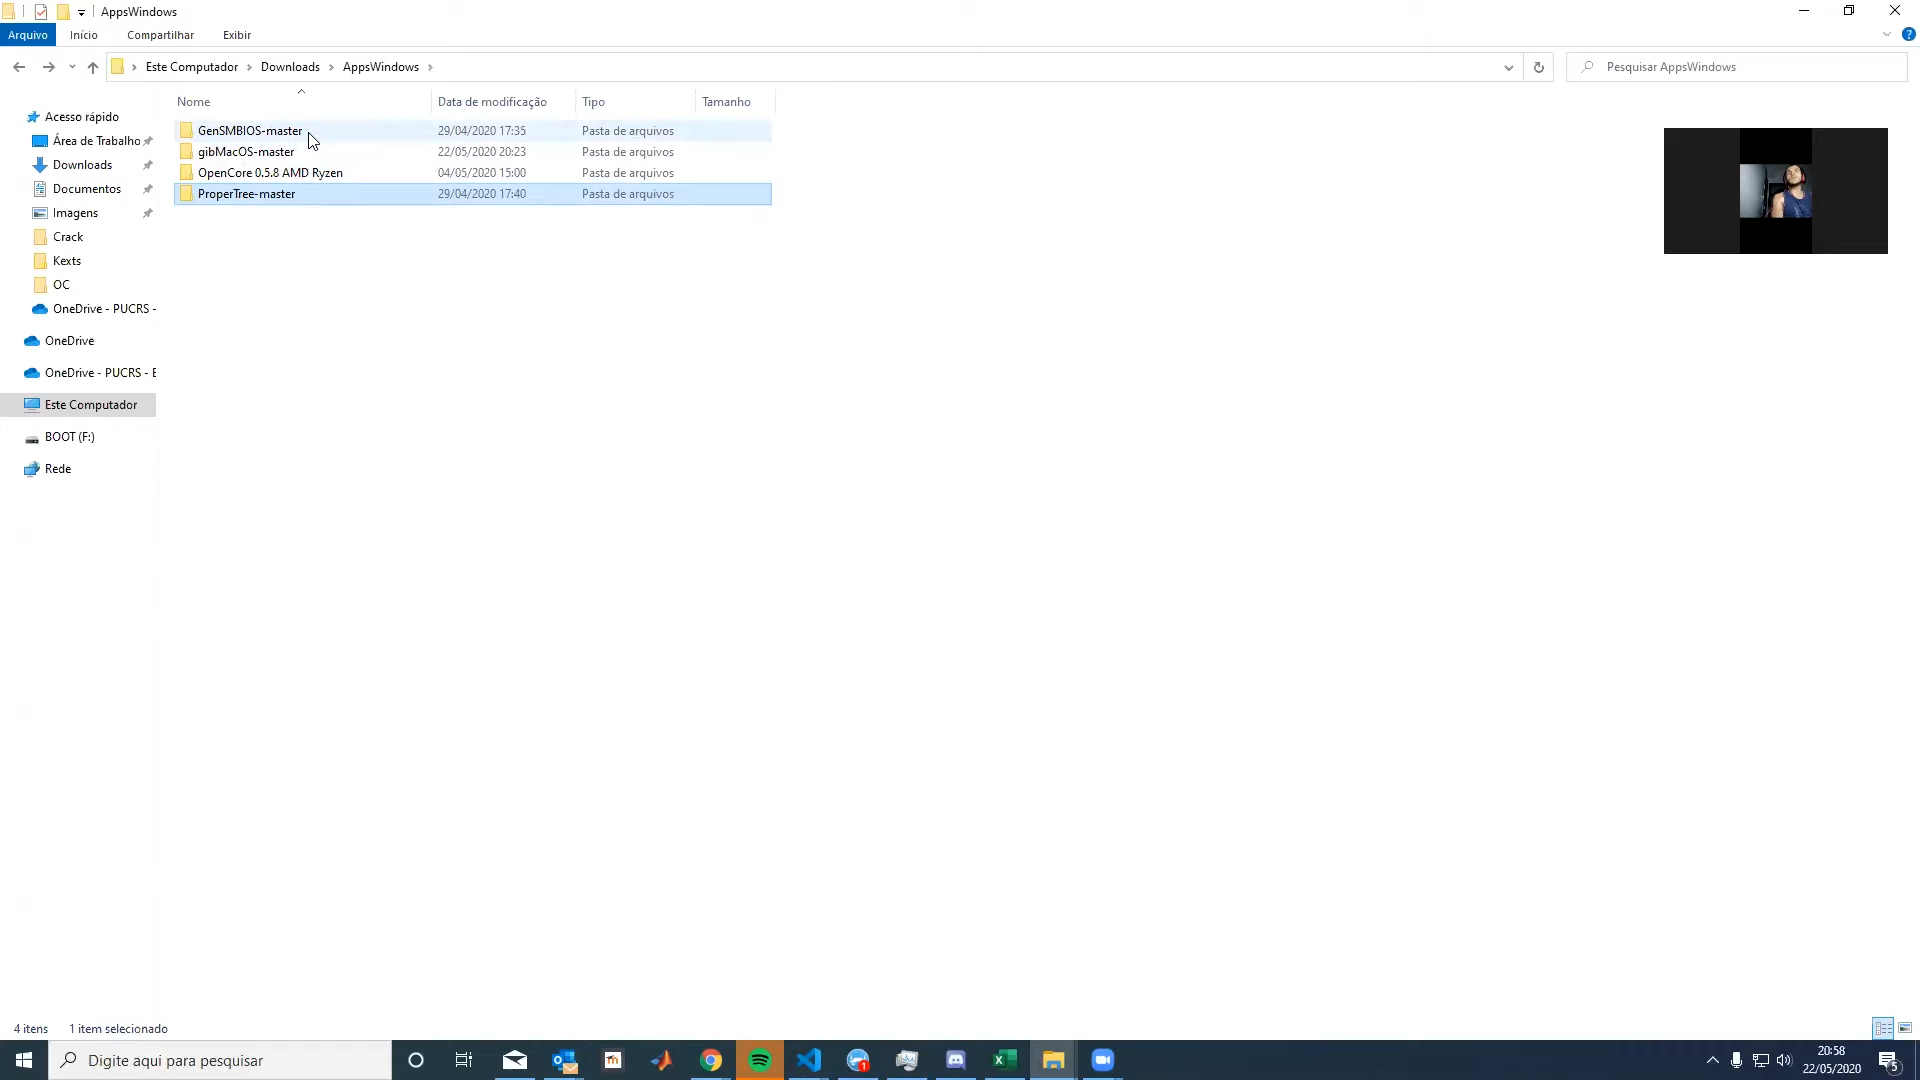 AppsWindows
Arquivo Início Compartilhar Exibir
Este Computador Downloads AppsWindows
Pesquisar AppsWindows
Nome Data de modificação Tipo Tamanho
GenSMBIOS-master 29/04/2020 17:35 Pasta de arquivos
gibMacOS-master 22/05/2020 20:23 Pasta de arquivos
OpenCore 0.5.8 AMD Ryzen 04/05/2020 15:00 Pasta de arquivos
ProperTree-master 29/04/2020 17:40 Pasta de arquivos
Acesso rápido
Área de Trabalho
Downloads
Documentos
Imagens
Crack
Kexts
OC
OneDrive - PUCRS -
OneDrive
OneDrive - PUCRS - E
Este Computador
BOOT (F:)
Rede
4 itens 1 item selecionado
Digite aqui para pesquisar
20:58
22/05/2020
5
1